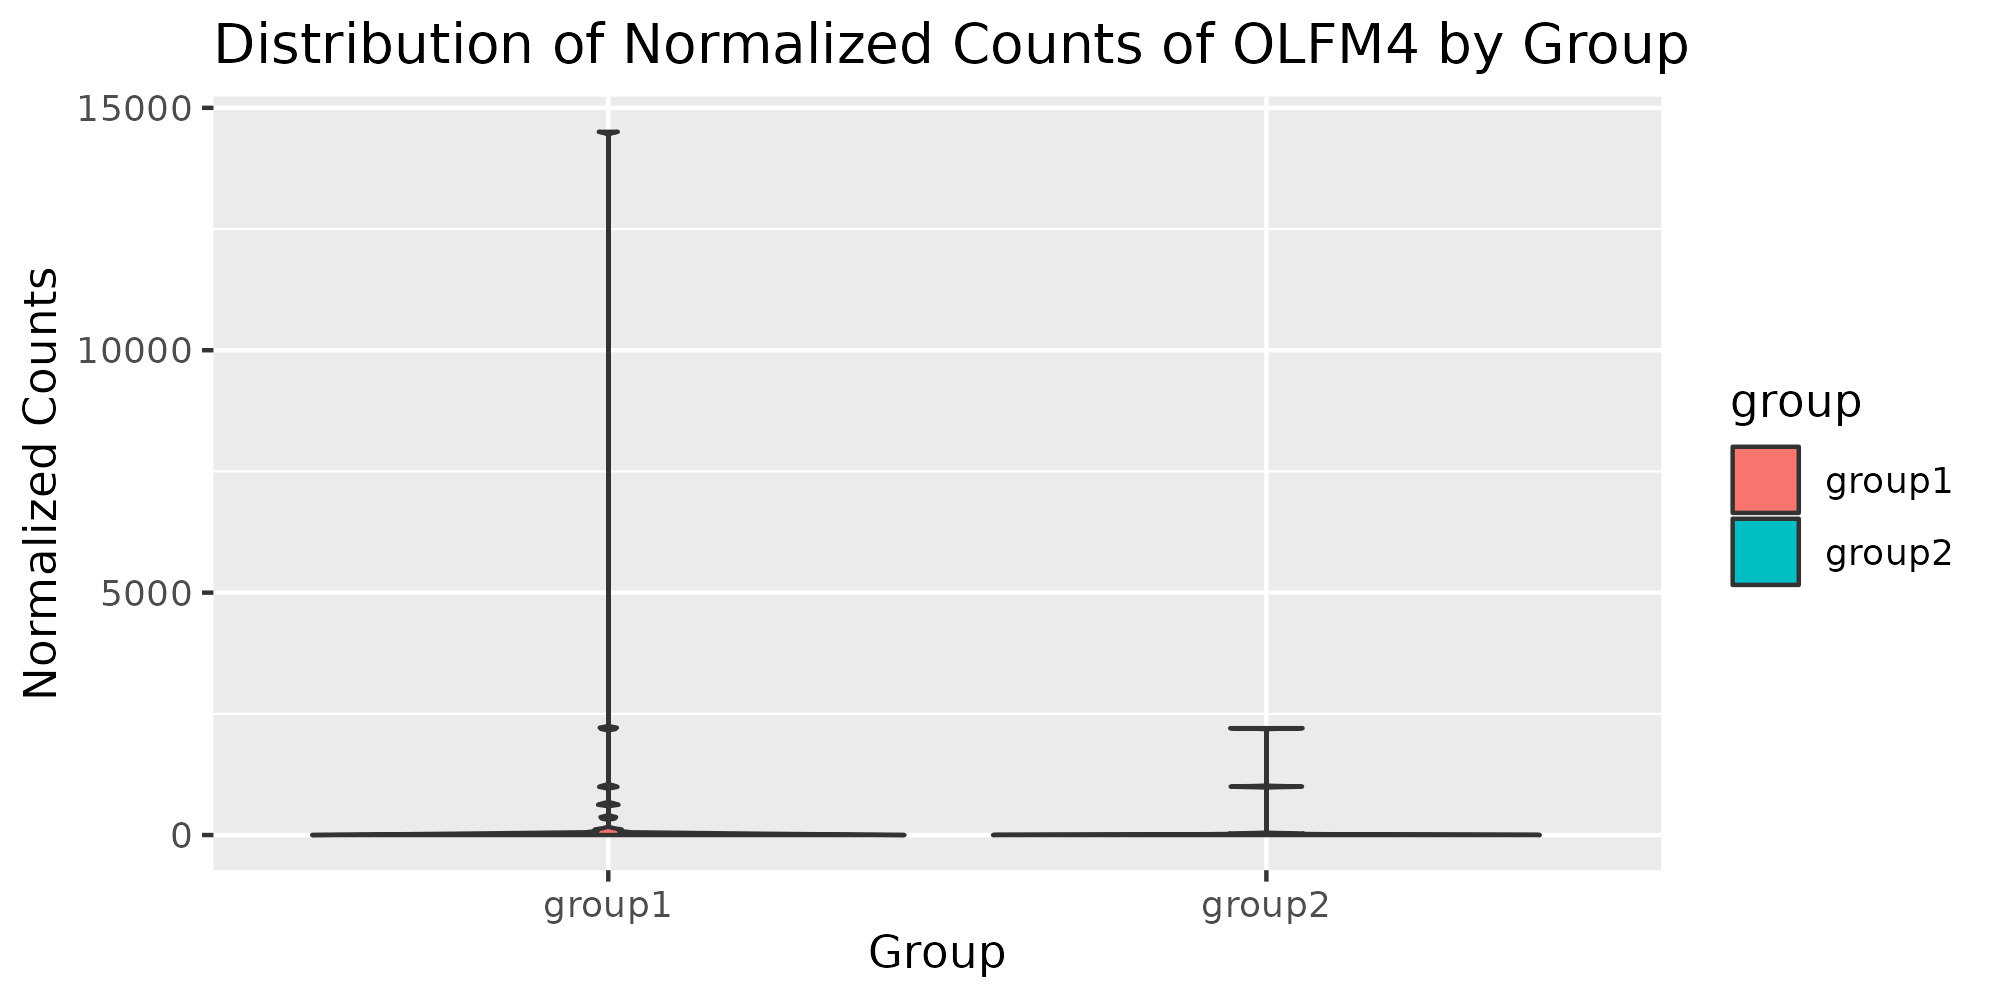 Distribution of Normalized Counts of OLFM4 by Group
15000
10000
5000
0
Normalized Counts
group1
group2
Group
group
group1
group2